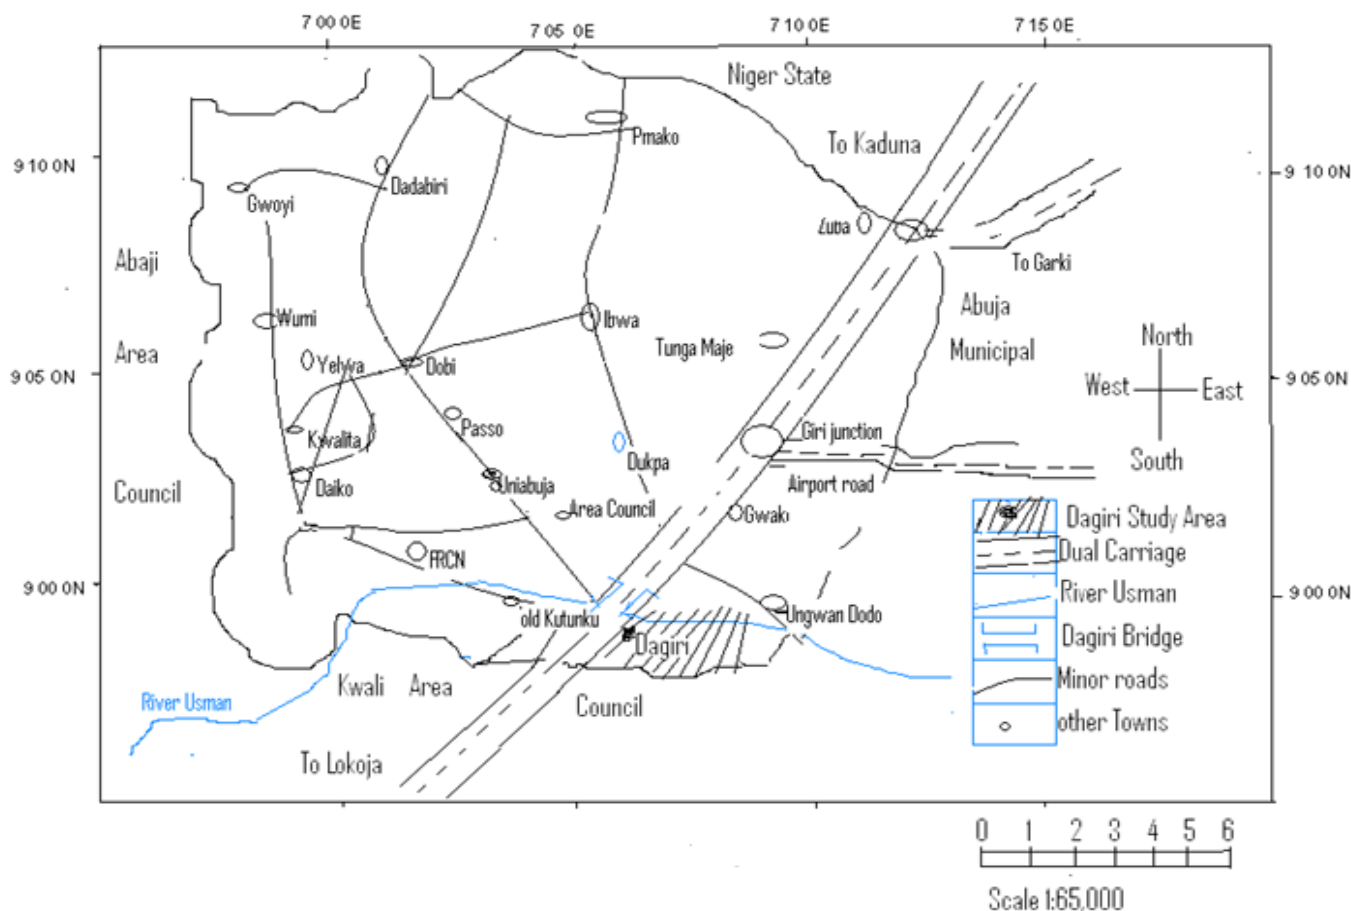 7 00 0E
7 05 0E
7 10 0E
7 15 0E
Niger State
Pmako
To Kaduna
9 10 0N
9 10 0N
Dadabiri
Gwoyi
Zuba
To Garki
Abaji
Abuja
Wumi
Ibwa
North
Tunga Maje
Municipal
Area
Yelwa
Dobi
9 05 0N
9 05 0N
West
East
Passo
Giri junction
Kwalita
Dukpa
South
Uniabuja
Airport road
Council
Daiko
Area Council
Gwako
Dagiri Study Area
FRCN
Dual Carriage
9 00 0N
9 00 0N
River Usman
old Kutunku
Ungwan Dodo
Dagiri
Dagiri Bridge
Kwali Area
Minor roads
River Usman
Council
other Towns
To Lokoja
0 1 2 3 4 5 6
Scale 1:65,000